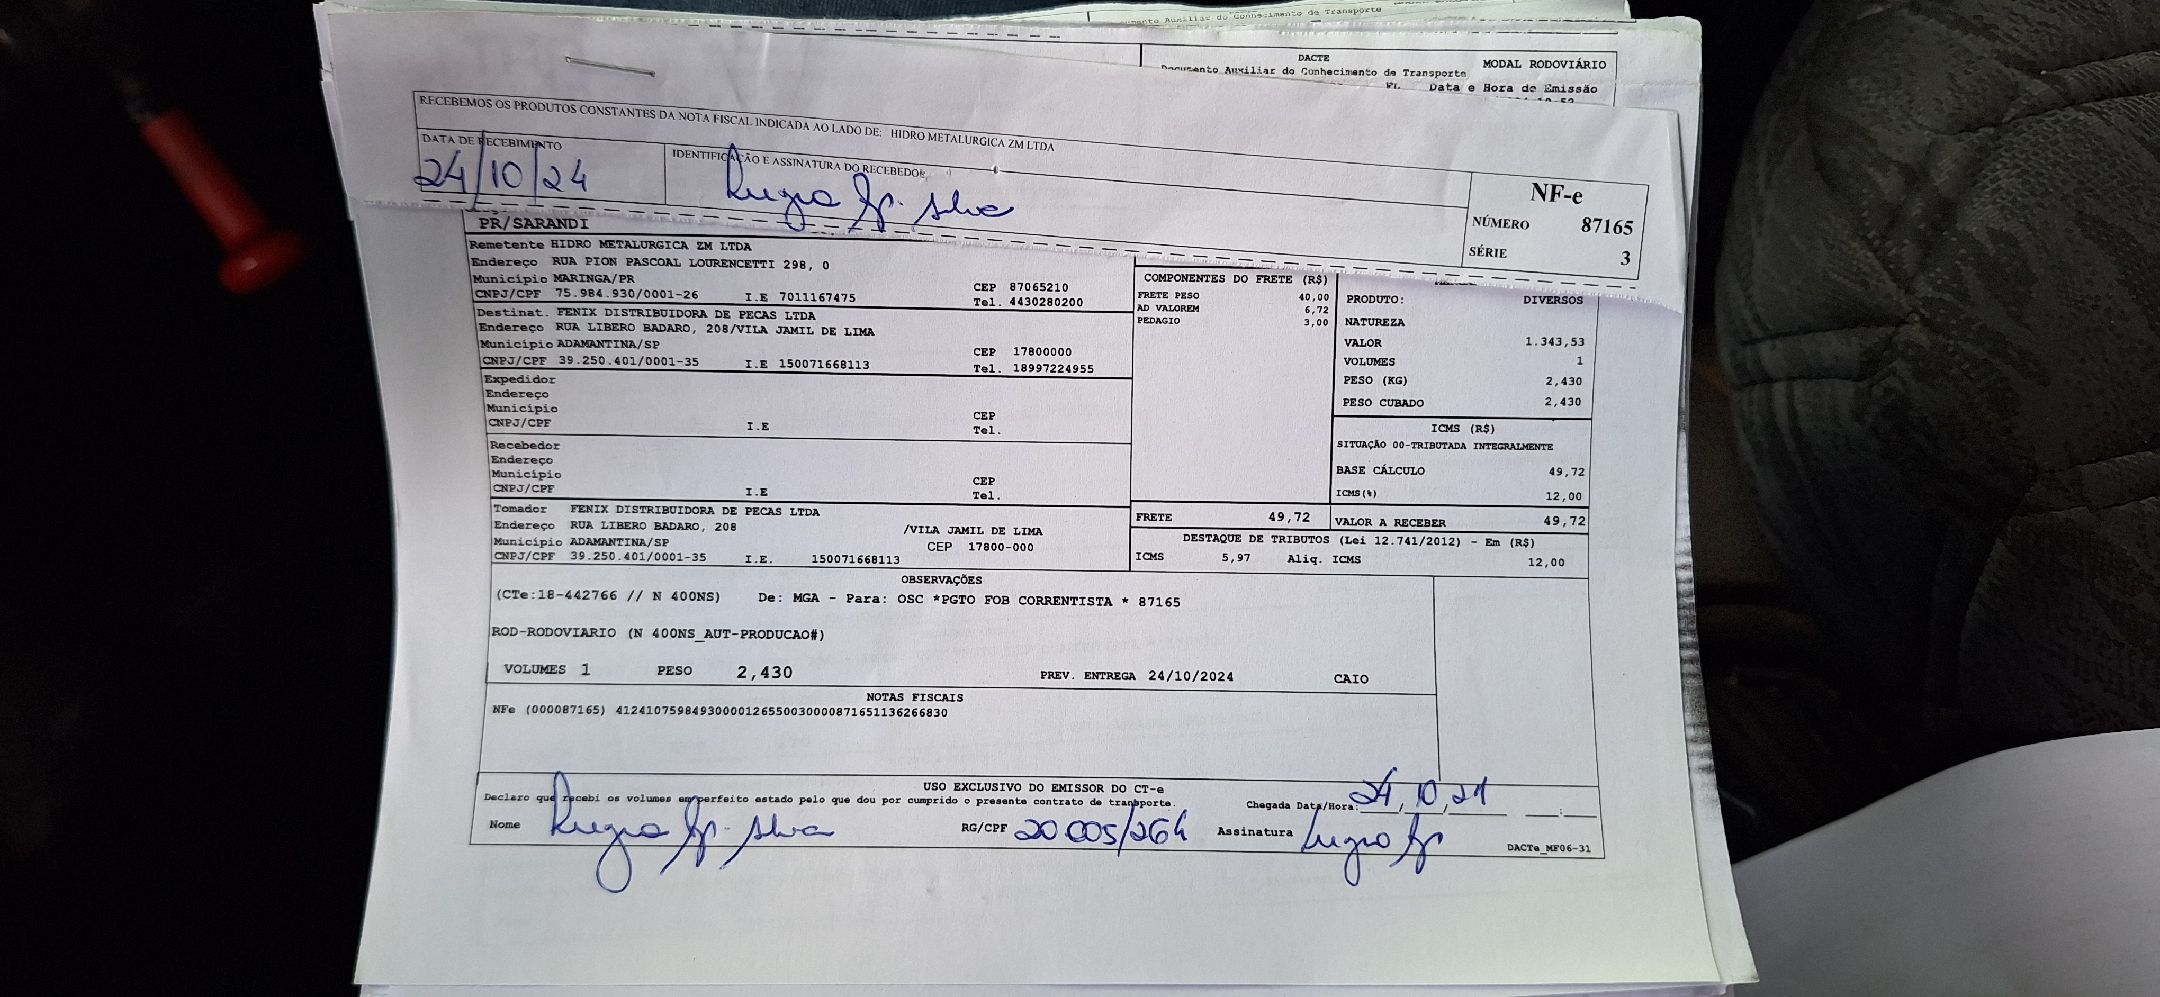 umento Auxiliar do Conhecimento de Transporte
DACTE
MODAL RODOVIÁRIO
Documento Auxiliar do Conhecimento de Transporte
FL Data e Hora de Emissão
RECEBEMOS OS PRODUTOS CONSTANTES DA NOTA FISCAL INDICADA AO LADO DE: HIDRO METALURGICA ZM LTDA
DATA DE RECEBIMENTO
24/10/24
IDENTIFICAÇÃO E ASSINATURA DO RECEBEDOR
Silva
NF-e
NÚMERO 87165
SÉRIE 3
PR/SARANDI
Remetente HIDRO METALURGICA ZM LTDA
Endereço RUA PION PASCOAL LOURENCETTI 298, 0
Município MARINGA/PR CEP 87065210
CNPJ/CPF 75.984.930/0001-26 I.E 7011167475 Tel. 4430280200
Destinat. FENIX DISTRIBUIDORA DE PECAS LTDA
Endereço RUA LIBERO BADARO, 208/VILA JAMIL DE LIMA
Município ADAMANTINA/SP CEP 17800000
CNPJ/CPF 39.250.401/0001-35 I.E 150071668113 Tel. 18997224955
Expedidor
Endereço
Município CEP
CNPJ/CPF I.E Tel.
Recebedor
Endereço
Município CEP
CNPJ/CPF I.E Tel.
Tomador FENIX DISTRIBUIDORA DE PECAS LTDA
Endereço RUA LIBERO BADARO, 208 /VILA JAMIL DE LIMA
Município ADAMANTINA/SP CEP 17800-000
CNPJ/CPF 39.250.401/0001-35 I.E. 150071668113
COMPONENTES DO FRETE (R$)
FRETE PESO 40,00
AD VALOREM 6,72
PEDAGIO 3,00
FRETE 49,72
PRODUTO: DIVERSOS
NATUREZA
VALOR 1.343,53
VOLUMES 1
PESO (KG) 2,430
PESO CUBADO 2,430
ICMS (R$)
SITUAÇÃO 00-TRIBUTADA INTEGRALMENTE
BASE CÁLCULO 49,72
ICMS(%) 12,00
VALOR A RECEBER 49,72
DESTAQUE DE TRIBUTOS (Lei 12.741/2012) - Em (R$)
ICMS 5,97 Aliq. ICMS 12,00
OBSERVAÇÕES
(CTe:18-442766 // N 400NS) De: MGA - Para: OSC *PGTO FOB CORRENTISTA * 87165
ROD-RODOVIARIO (N 400NS_AUT-PRODUCAO#)
VOLUMES 1 PESO 2,430 PREV. ENTREGA 24/10/2024 CAIO
NOTAS FISCAIS
NFe (000087165) 41241075984930000126550030000871651136266830
USO EXCLUSIVO DO EMISSOR DO CT-e
Declaro que recebi os volumes em perfeito estado pelo que dou por cumprido o presente contrato de transporte.
Chegada Data/Hora: 24/10/24 __:__
Nome Silva RG/CPF Assinatura
DACTe_MF06-31